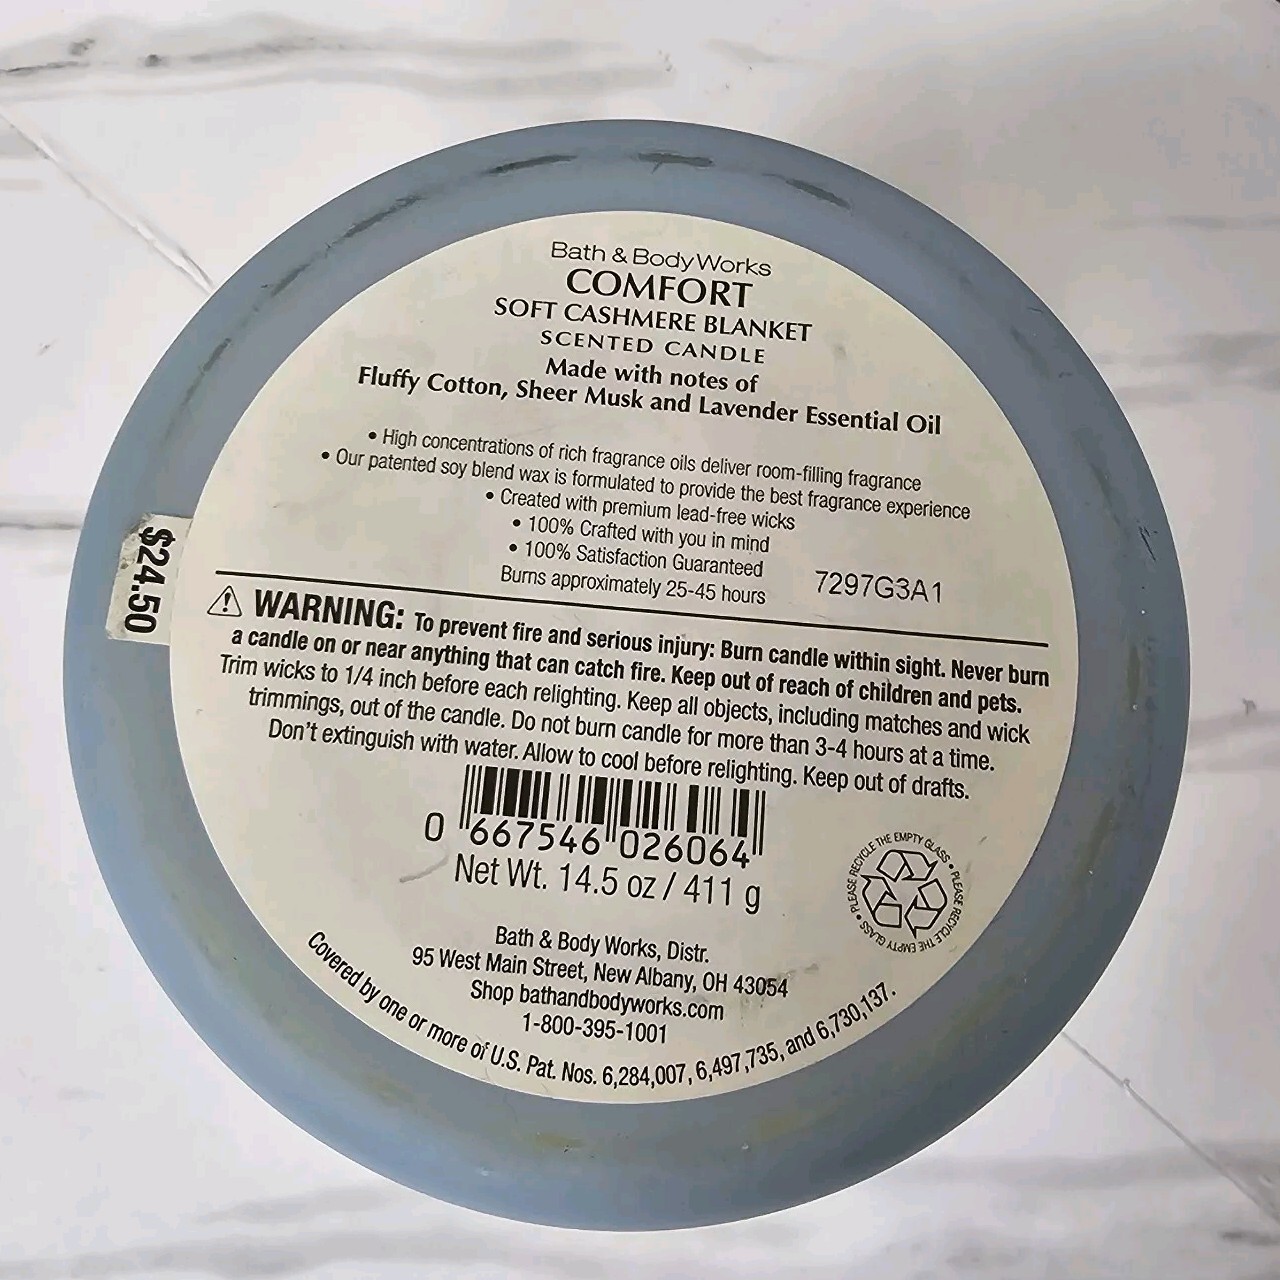 Bath & Body Works
COMFORT
SOFT CASHMERE BLANKET
SCENTED CANDLE
Made with notes of
Fluffy Cotton, Sheer Musk and Lavender Essential Oil
• High concentrations of rich fragrance oils deliver room-filling fragrance
• Our patented soy blend wax is formulated to provide the best fragrance experience
• Created with premium lead-free wicks
• 100% Crafted with you in mind
• 100% Satisfaction Guaranteed
Burns approximately 25-45 hours
7297G3A1
$24.50
WARNING: To prevent fire and serious injury: Burn candle within sight. Never burn
a candle on or near anything that can catch fire. Keep out of reach of children and pets.
Trim wicks to 1/4 inch before each relighting. Keep all objects, including matches and wick
trimmings, out of the candle. Do not burn candle for more than 3-4 hours at a time.
Don't extinguish with water. Allow to cool before relighting. Keep out of drafts.
0 667546 026064
Net Wt. 14.5 oz / 411 g
PLEASE RECYCLE THE EMPTY GLASS • PLEASE RECYCLE THE EMPTY GLASS •
Bath & Body Works, Distr.
95 West Main Street, New Albany, OH 43054
Shop bathandbodyworks.com
1-800-395-1001
Covered by one or more of U.S. Pat. Nos. 6,284,007, 6,497,735, and 6,730,137.